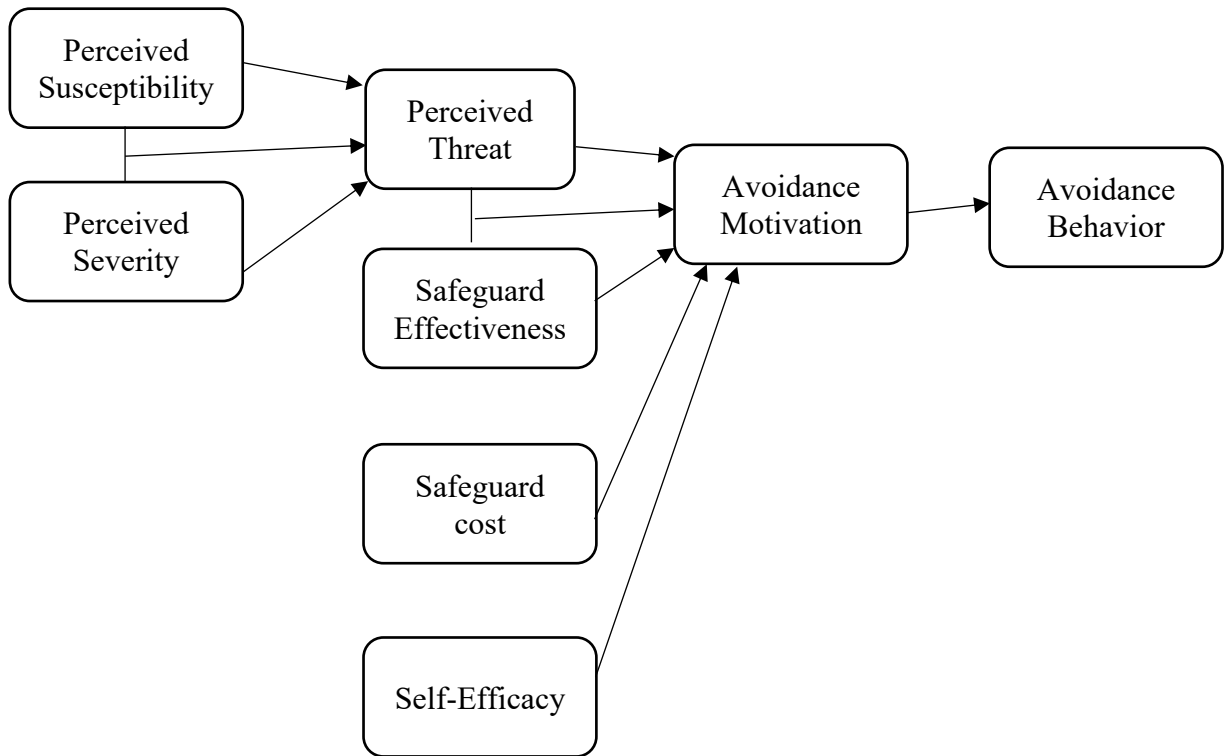 Perceived
Susceptibility
Perceived
Severity
Perceived
Threat
Safeguard
Effectiveness
Safeguard
cost
Self-Efficacy
Avoidance
Motivation
Avoidance
Behavior